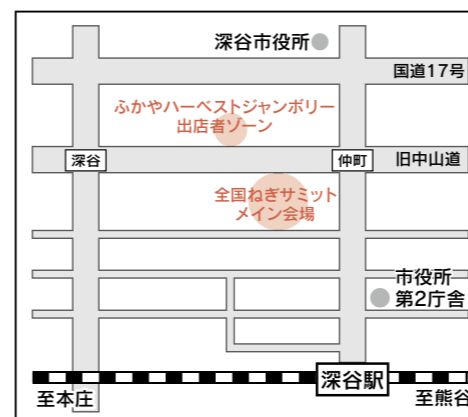 深谷市役所
国道17号
ふかやハーベストジャンボリー
出店者ゾーン
深谷
仲町
旧中山道
全国ねぎサミット
メイン会場
市役所
第2庁舎
深谷駅
至本庄
至熊谷